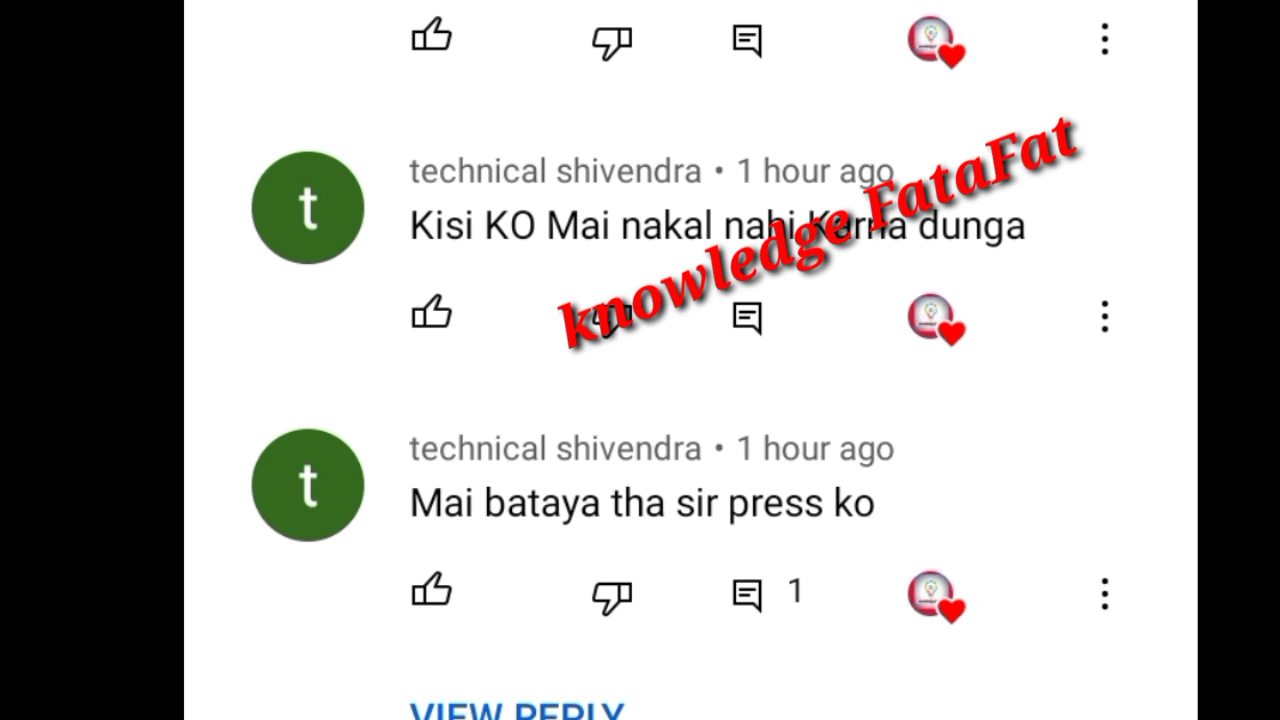 technical shivendra • 1 hour ago
Kisi KO Mai nakal nahi Karna dunga
knowledge FataFat
t
technical shivendra • 1 hour ago
Mai bataya tha sir press ko
t
1
VIEW REPLY